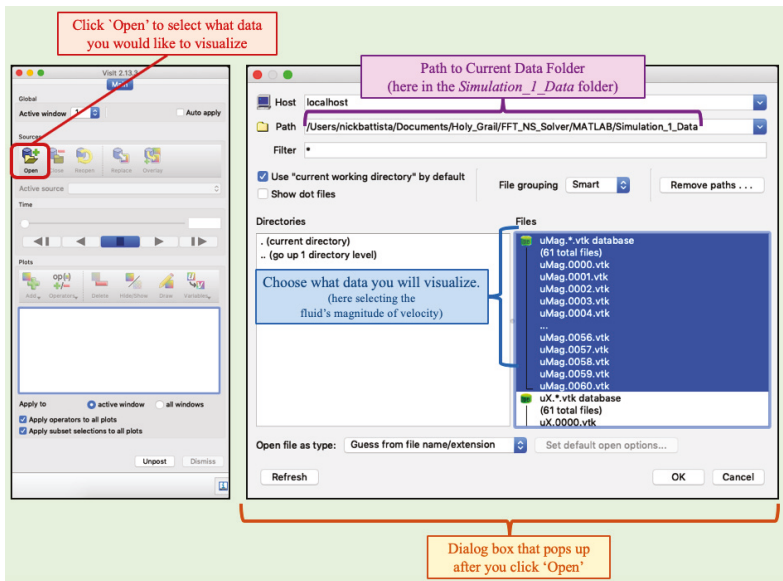 Click `Open' to select what data
you would like to visualize
Visit 2.13.3
Main
Global
Active window 1
Auto apply
Sources
Open Close Reopen Replace Overlay
Active source
Time
Plots
op(•)
+/-
Add Operators Delete Hide/Show Draw Variables
Apply to active window all windows
Apply operators to all plots
Apply subset selections to all plots
Unpost Dismiss
Path to Current Data Folder
(here in the Simulation_1_Data folder)
Host localhost
Path /Users/nickbattista/Documents/Holy_Grail/FFT_NS_Solver/MATLAB/Simulation_1_Data
Filter *
Use "current working directory" by default
Show dot files
File grouping Smart
Remove paths ...
Directories
. (current directory)
.. (go up 1 directory level)
Choose what data you will visualize.
(here selecting the
fluid's magnitude of velocity)
Files
uMag.*.vtk database
(61 total files)
uMag.0000.vtk
uMag.0001.vtk
uMag.0002.vtk
uMag.0003.vtk
uMag.0004.vtk
...
uMag.0056.vtk
uMag.0057.vtk
uMag.0058.vtk
uMag.0059.vtk
uMag.0060.vtk
uX.*.vtk database
(61 total files)
uX.0000.vtk
Open file as type: Guess from file name/extension
Set default open options...
Refresh
OK Cancel
Dialog box that pops up
after you click 'Open'